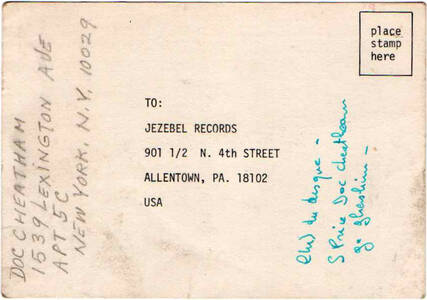 DOC CHEATHAM
1539 LEXINGTON AVE
APT 5C
NEW YORK, N.Y. 10029
place
stamp
here
TO:
JEZEBEL RECORDS
901 1/2 N. 4th STREET
ALLENTOWN, PA. 18102
USA
du disque -
Doc Cheatham